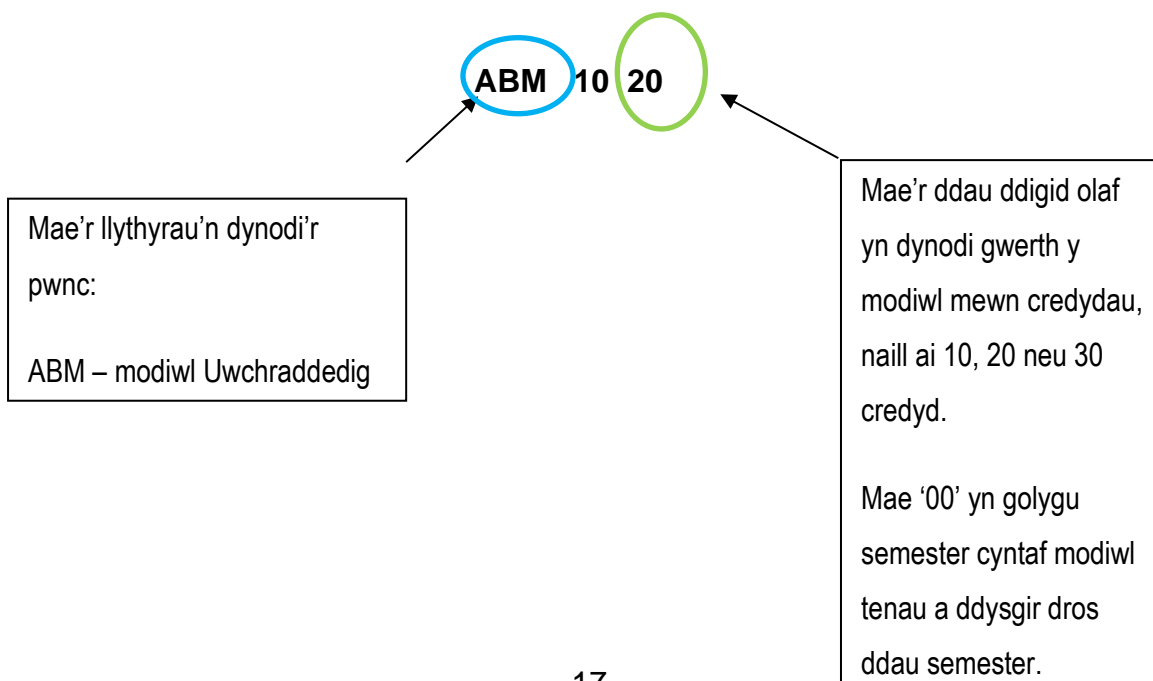 ABM 10 20
Mae'r llythyrau'n dynodi'r
pwnc:
ABM – modiwl Uwchraddedig
Mae'r ddau ddigid olaf
yn dynodi gwerth y
modiwl mewn credydau,
naill ai 10, 20 neu 30
credyd.
Mae ‘00’ yn golygu
semester cyntaf modiwl
tenau a ddysgir dros
ddau semester.
17